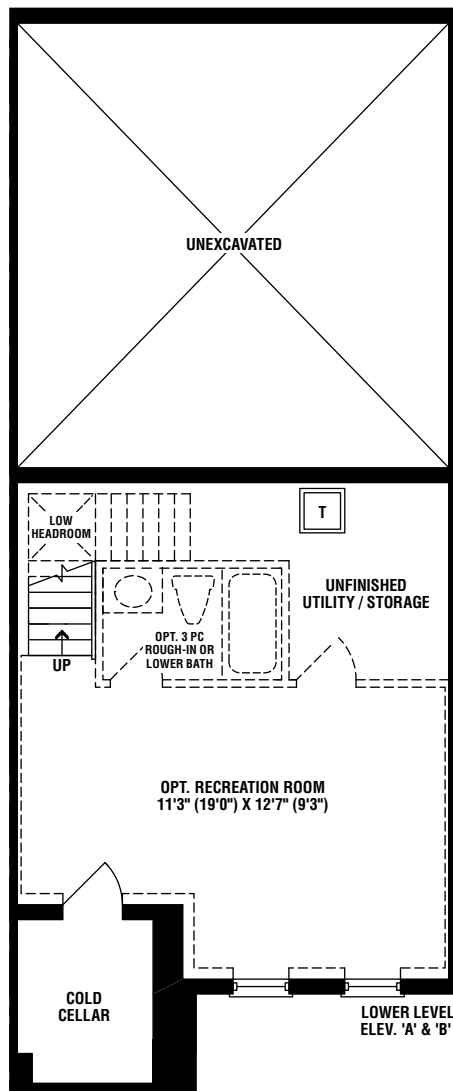 UNEXCAVATED
LOW
HEADROOM
T
UNFINISHED
UTILITY / STORAGE
OPT. 3 PC
ROUGH-IN OR
LOWER BATH
UP
OPT. RECREATION ROOM
11'3" (19'0") X 12'7" (9'3")
COLD
CELLAR
LOWER LEVEL
ELEV. 'A' & 'B'